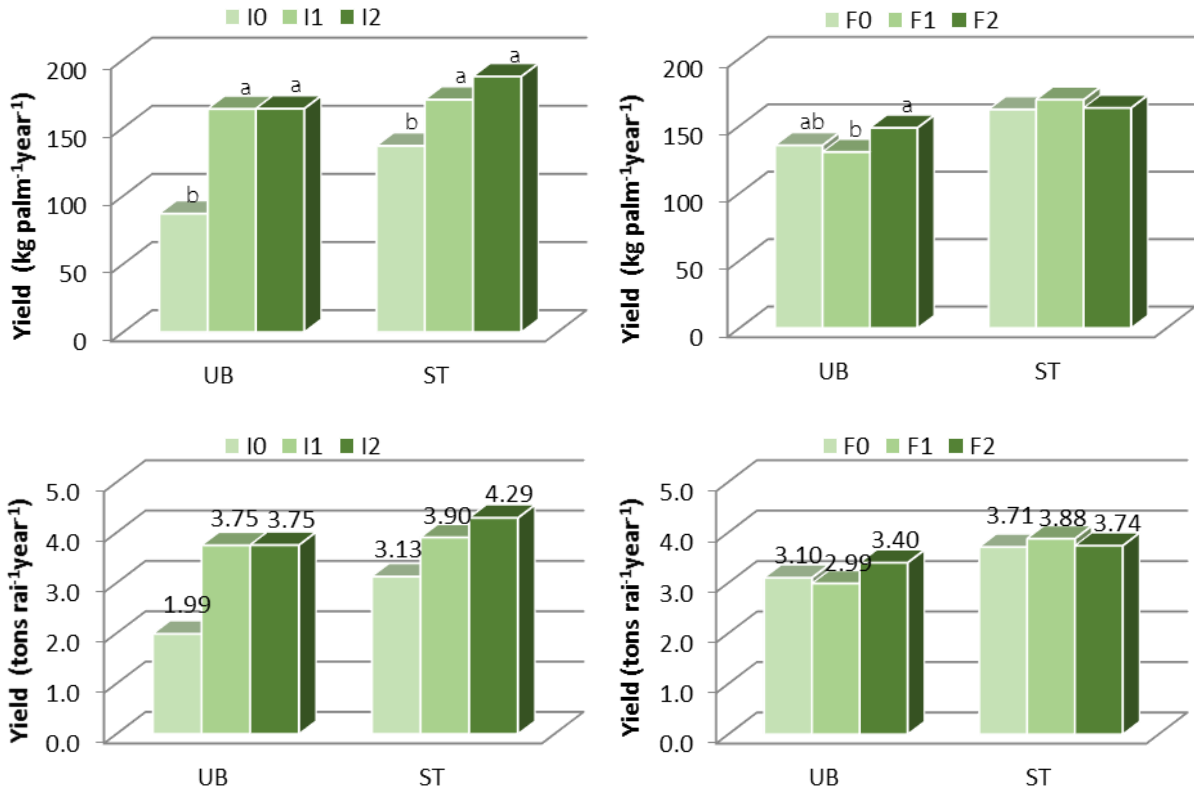 I0 I1 I2
Yield (kg palm⁻¹year⁻¹)
200
150
100
50
0
b
a
a
b
a
a
UB ST
F0 F1 F2
Yield (kg palm⁻¹year⁻¹)
200
150
100
50
0
ab
b
a
UB ST
I0 I1 I2
Yield (tons rai⁻¹year⁻¹)
5.0
4.0
3.0
2.0
1.0
0.0
1.99
3.75
3.75
3.13
3.90
4.29
UB ST
F0 F1 F2
Yield (tons rai⁻¹year⁻¹)
5.0
4.0
3.0
2.0
1.0
0.0
3.10
2.99
3.40
3.71
3.88
3.74
UB ST